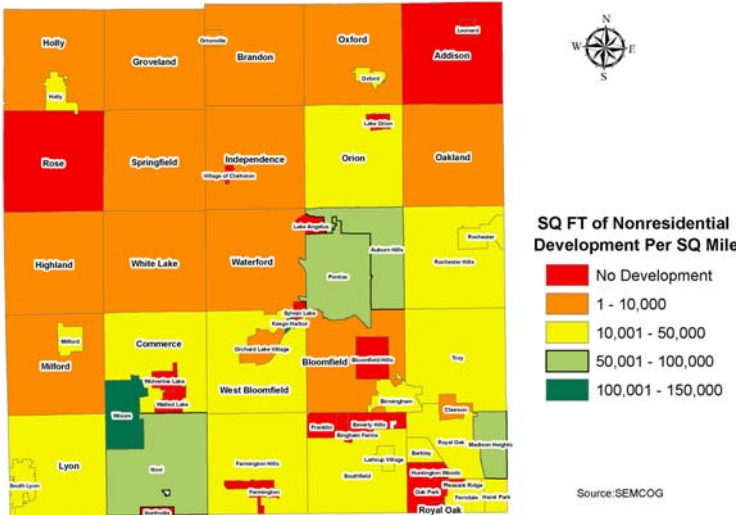 N
W E
S
Holly
Groveland
Ortonville
Brandon
Oxford
Oxford
Leonard
Addison
Holly
Rose
Springfield
Independence
Village of Clarkston
Lake Orion
Orion
Oakland
Highland
White Lake
Waterford
Lake Angelus
Pontiac
Auburn Hills
Rochester
Rochester Hills
Milford
Milford
Commerce
Wolverine Lake
Walled Lake
Wixom
Sylvan Lake
Keego Harbor
Orchard Lake Village
West Bloomfield
Bloomfield
Bloomfield Hills
Troy
Birmingham
Clawson
Lyon
South Lyon
Novi
Northville
Farmington Hills
Farmington
Franklin
Beverly Hills
Bingham Farms
Lathrup Village
Southfield
Royal Oak
Madison Heights
Berkley
Huntington Woods
Pleasant Ridge
Oak Park
Ferndale
Hazel Park
Royal Oak
SQ FT of Nonresidential
Development Per SQ Mile
No Development
1 - 10,000
10,001 - 50,000
50,001 - 100,000
100,001 - 150,000
Source:SEMCOG